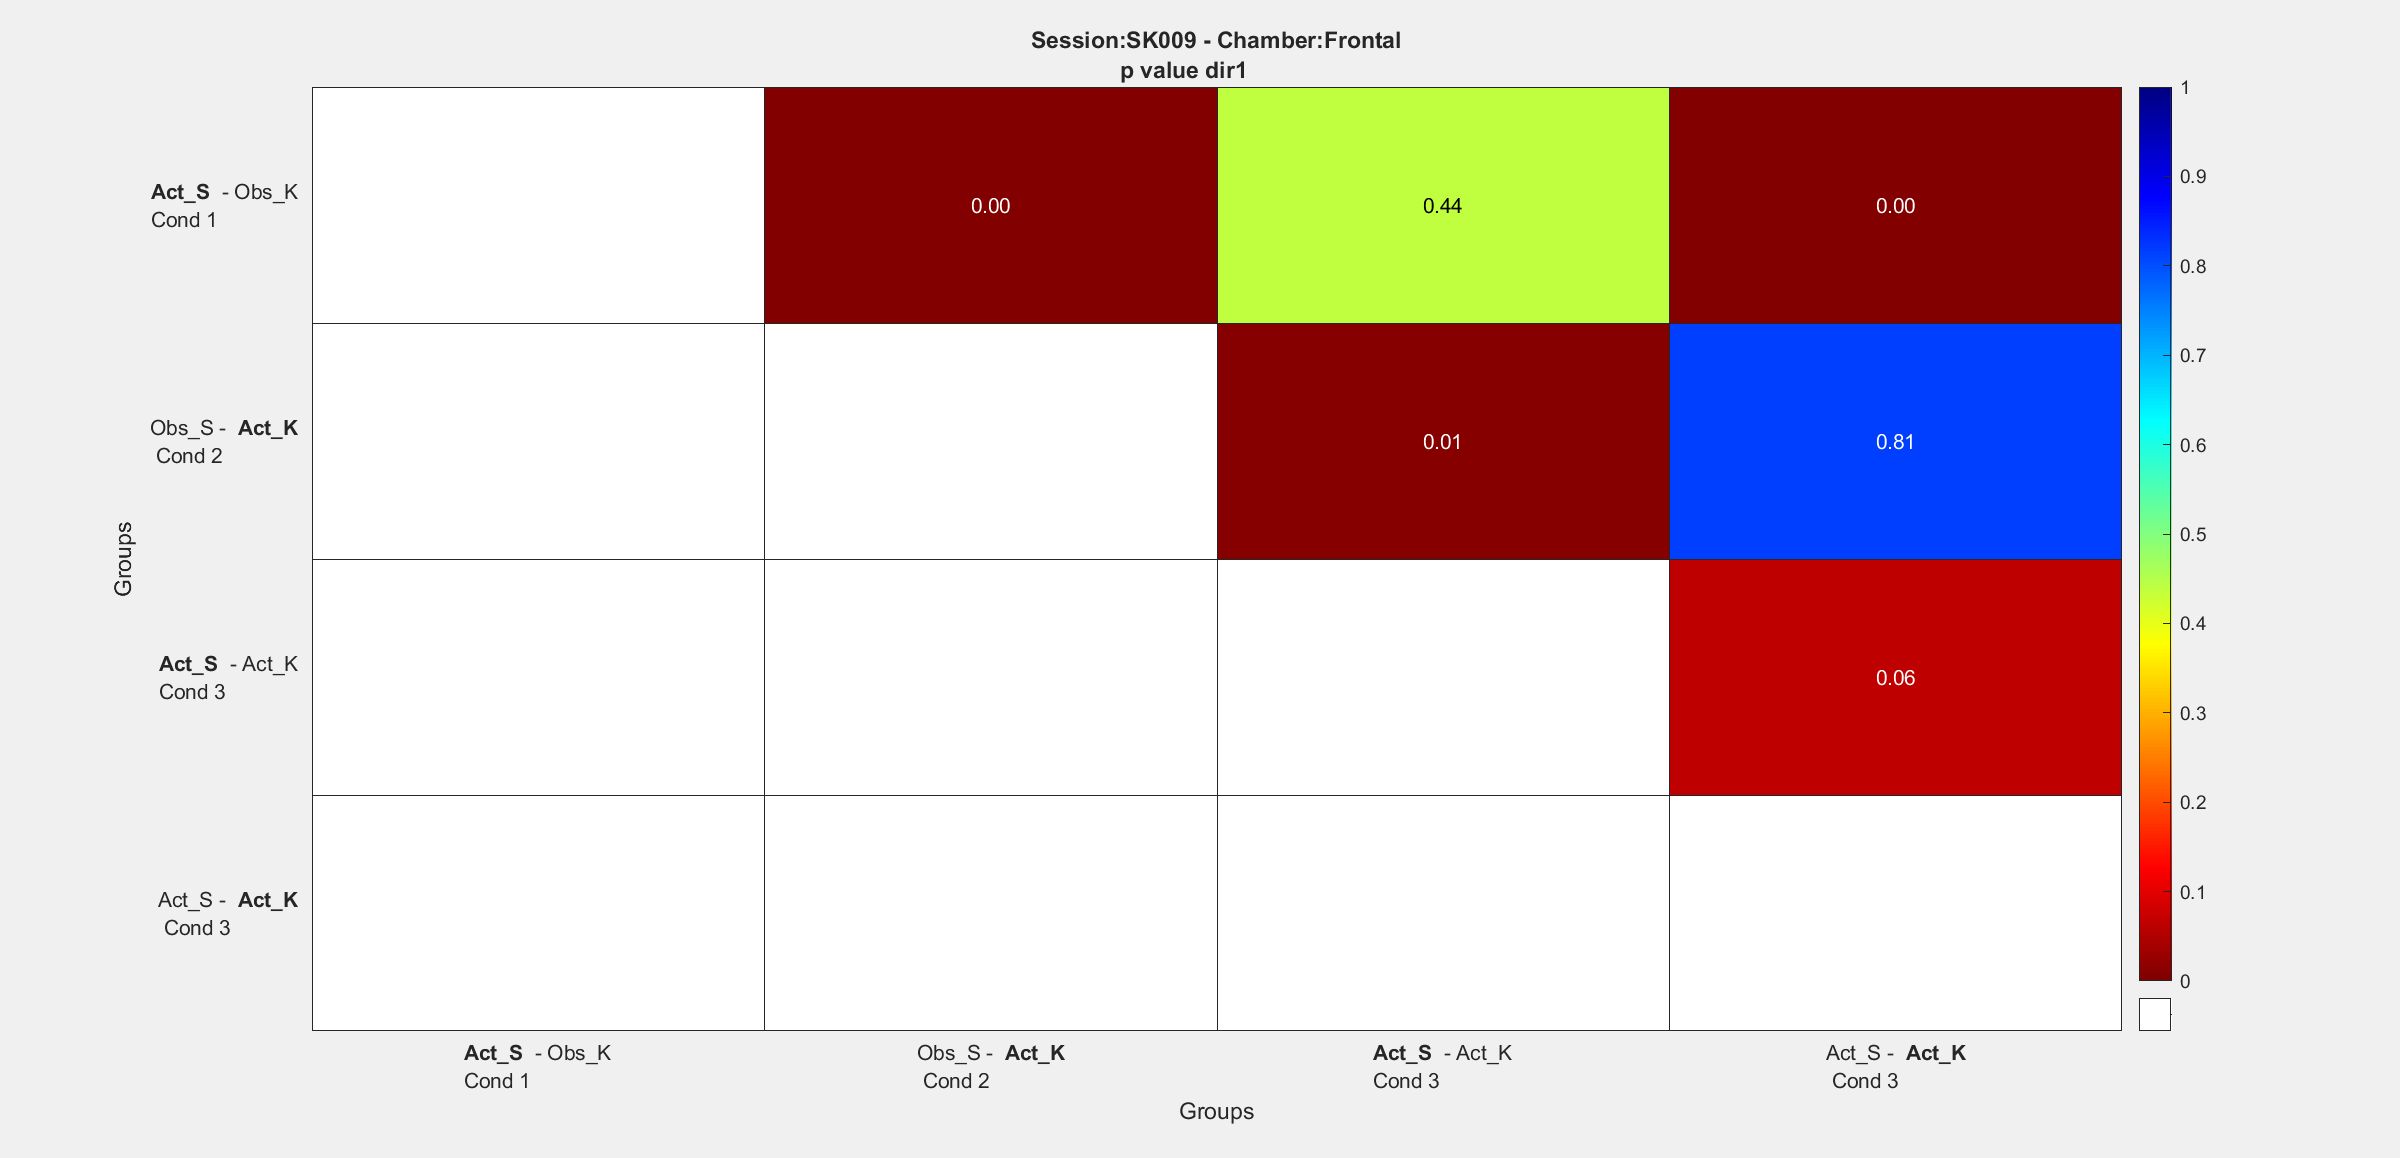 Session:SK009 - Chamber:Frontal
p value dir1
Act_S - Obs_K
Cond 1
0.00
0.44
0.00
Obs_S - Act_K
Cond 2
0.01
0.81
Groups
Act_S - Act_K
Cond 3
0.06
Act_S - Act_K
Cond 3
1
0.9
0.8
0.7
0.6
0.5
0.4
0.3
0.2
0.1
0
Act_S - Obs_K
Cond 1
Obs_S - Act_K
Cond 2
Act_S - Act_K
Cond 3
Act_S - Act_K
Cond 3
Groups